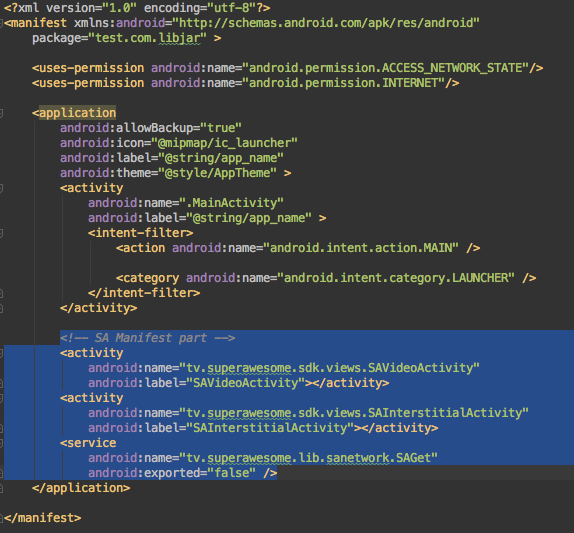 <?xml version="1.0" encoding="utf-8"?>
<manifest xmlns:android="http://schemas.android.com/apk/res/android"
    package="test.com.libjar" >

    <uses-permission android:name="android.permission.ACCESS_NETWORK_STATE"/>
    <uses-permission android:name="android.permission.INTERNET"/>

    <application
        android:allowBackup="true"
        android:icon="@mipmap/ic_launcher"
        android:label="@string/app_name"
        android:theme="@style/AppTheme" >
        <activity
            android:name=".MainActivity"
            android:label="@string/app_name" >
            <intent-filter>
                <action android:name="android.intent.action.MAIN" />

                <category android:name="android.intent.category.LAUNCHER" />
            </intent-filter>
        </activity>

        <!-- SA Manifest part -->
        <activity
            android:name="tv.superawesome.sdk.views.SAVideoActivity"
            android:label="SAVideoActivity"></activity>
        <activity
            android:name="tv.superawesome.sdk.views.SAInterstitialActivity"
            android:label="SAInterstitialActivity"></activity>
        <service
            android:name="tv.superawesome.lib.sanetwork.SAGet"
            android:exported="false" />
    </application>

</manifest>